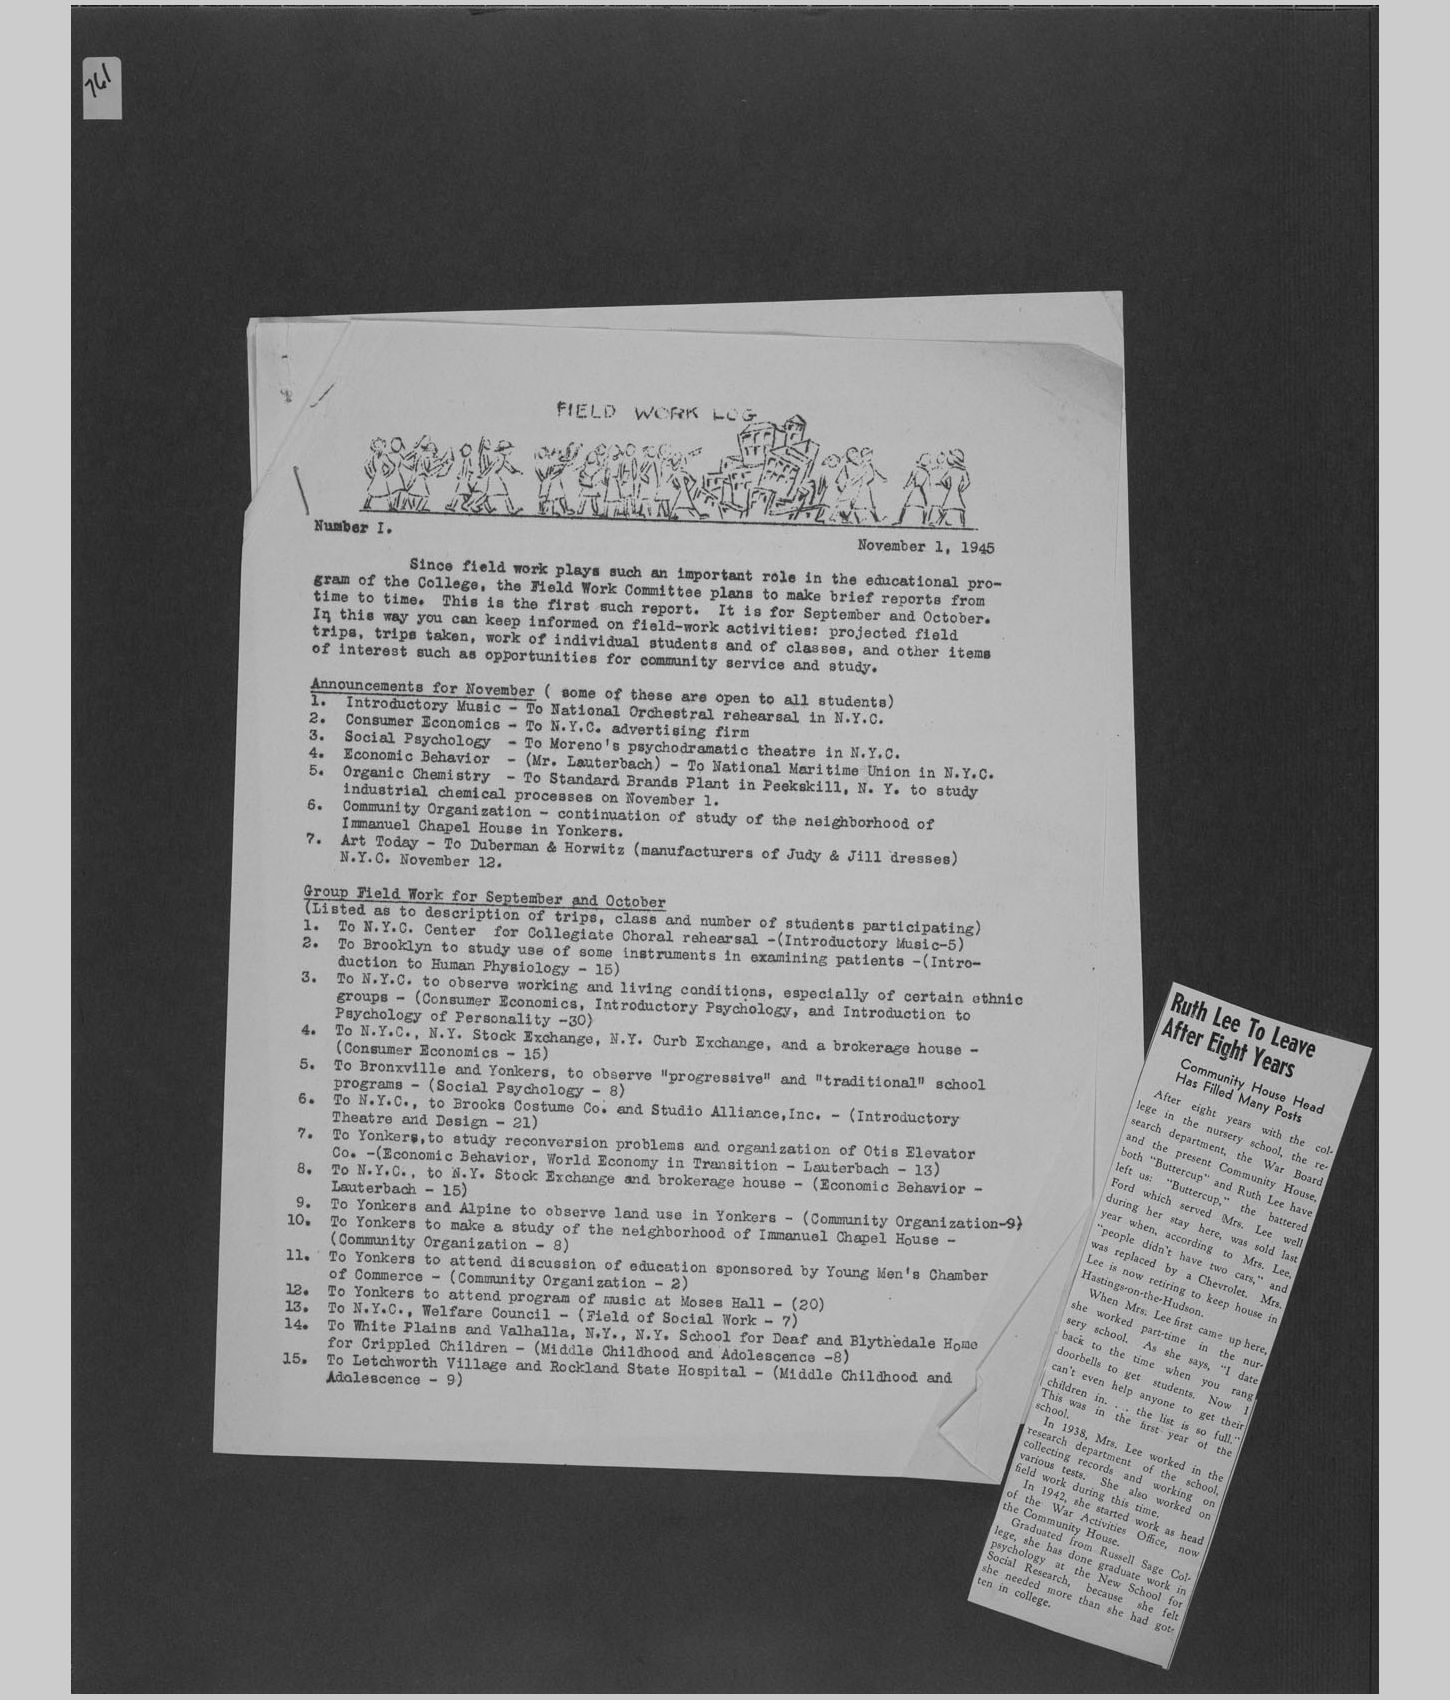 761
FIELD WORK LOG
Number I.
November 1, 1945
Since field work plays such an important role in the educational pro-
gram of the College, the Field Work Committee plans to make brief reports from
time to time. This is the first such report. It is for September and October.
In this way you can keep informed on field-work activities: projected field
trips, trips taken, work of individual students and of classes, and other items
of interest such as opportunities for community service and study.
Announcements for November ( some of these are open to all students)
1. Introductory Music - To National Orchestral rehearsal in N.Y.C.
2. Consumer Economics - To N.Y.C. advertising firm
3. Social Psychology - To Moreno's psychodramatic theatre in N.Y.C.
4. Economic Behavior - (Mr. Lauterbach) - To National Maritime Union in N.Y.C.
5. Organic Chemistry - To Standard Brands Plant in Peekskill, N. Y. to study
industrial chemical processes on November 1.
6. Community Organization - continuation of study of the neighborhood of
Immanuel Chapel House in Yonkers.
7. Art Today - To Duberman & Horwitz (manufacturers of Judy & Jill dresses)
N.Y.C. November 12.
Group Field Work for September and October
(Listed as to description of trips, class and number of students participating)
1. To N.Y.C. Center for Collegiate Choral rehearsal -(Introductory Music-5)
2. To Brooklyn to study use of some instruments in examining patients -(Intro-
duction to Human Physiology - 15)
3. To N.Y.C. to observe working and living conditions, especially of certain ethnic
groups - (Consumer Economics, Introductory Psychology, and Introduction to
Psychology of Personality -30)
4. To N.Y.C., N.Y. Stock Exchange, N.Y. Curb Exchange, and a brokerage house -
(Consumer Economics - 15)
5. To Bronxville and Yonkers, to observe "progressive" and "traditional" school
programs - (Social Psychology - 8)
6. To N.Y.C., to Brooks Costume Co. and Studio Alliance,Inc. - (Introductory
Theatre and Design - 21)
7. To Yonkers,to study reconversion problems and organization of Otis Elevator
Co. -(Economic Behavior, World Economy in Transition - Lauterbach - 13)
8. To N.Y.C., to N.Y. Stock Exchange and brokerage house - (Economic Behavior -
Lauterbach - 15)
9. To Yonkers and Alpine to observe land use in Yonkers - (Community Organization-9)
10. To Yonkers to make a study of the neighborhood of Immanuel Chapel House -
(Community Organization - 8)
11. To Yonkers to attend discussion of education sponsored by Young Men's Chamber
of Commerce - (Community Organization - 2)
12. To Yonkers to attend program of music at Moses Hall - (20)
13. To N.Y.C., Welfare Council - (Field of Social Work - 7)
14. To White Plains and Valhalla, N.Y., N.Y. School for Deaf and Blythedale Home
for Crippled Children - (Middle Childhood and Adolescence -8)
15. To Letchworth Village and Rockland State Hospital - (Middle Childhood and
Adolescence - 9)
Ruth Lee To Leave
After Eight Years
Community House Head
Has Filled Many Posts
After eight years with the col-
lege in the nursery school, the re-
search department, the War Board
and the present Community House,
both "Buttercup" and Ruth Lee have
left us: "Buttercup," the battered
Ford which served Mrs. Lee well
during her stay here, was sold last
year when, according to Mrs. Lee,
"people didn't have two cars," and
was replaced by a Chevrolet. Mrs.
Lee is now retiring to keep house in
Hastings-on-the-Hudson.
When Mrs. Lee first came up here,
she worked part-time in the nur-
sery school. As she says, "I date
back to the time when you rang
doorbells to get students. Now I
can't even help anyone to get their
children in. . . the list is so full."
This was in the first year of the
school.
In 1938, Mrs. Lee worked in the
research department of the school,
collecting records and working on
various tests. She also worked on
field work during this time.
In 1942, she started work as head
of the War Activities Office, now
the Community House.
Graduated from Russell Sage Col-
lege, she has done graduate work in
psychology at the New School for
Social Research, because she felt
she needed more than she had got-
ten in college.